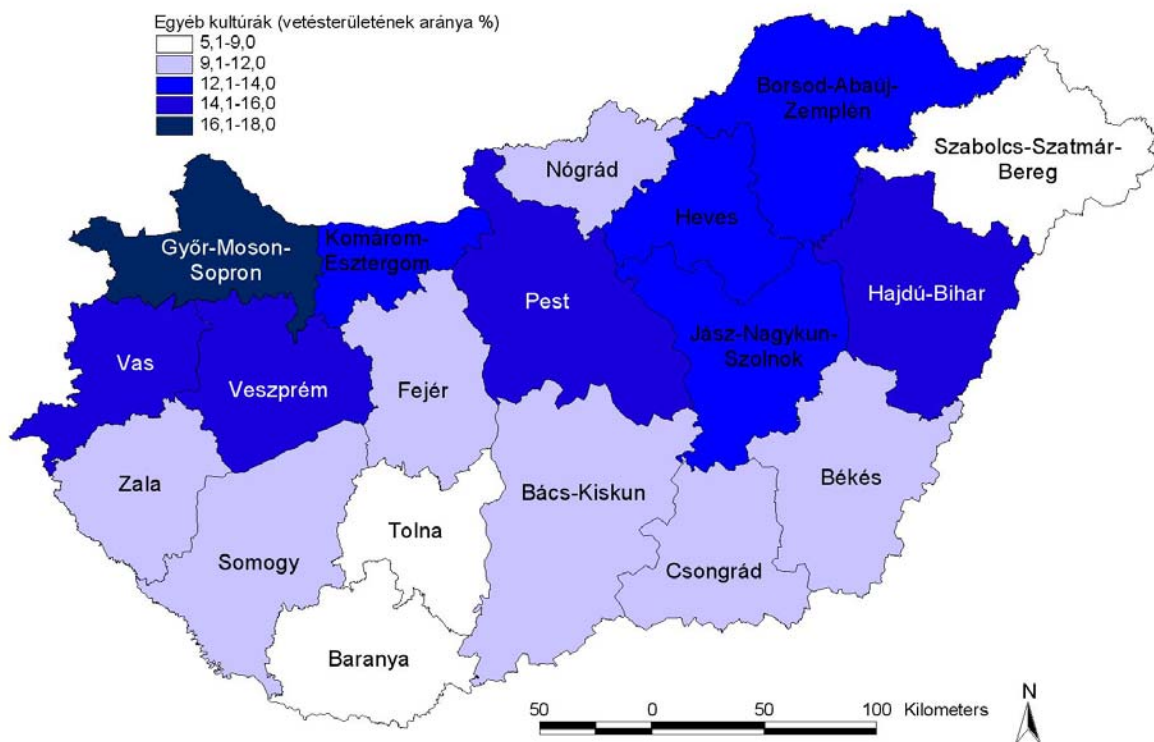 Egyéb kultúrák (vetésterületének aránya %)
5,1-9,0
9,1-12,0
12,1-14,0
14,1-16,0
16,1-18,0
Borsod-Abaúj-
Zemplén
Szabolcs-Szatmár-
Bereg
Nógrád
Heves
Győr-Moson-
Sopron
Komárom-
Esztergom
Pest
Hajdú-Bihar
Jász-Nagykun-
Szolnok
Vas
Veszprém
Fejér
Zala
Bács-Kiskun
Békés
Tolna
Somogy
Csongrád
Baranya
50 0 50 100 Kilometers
N